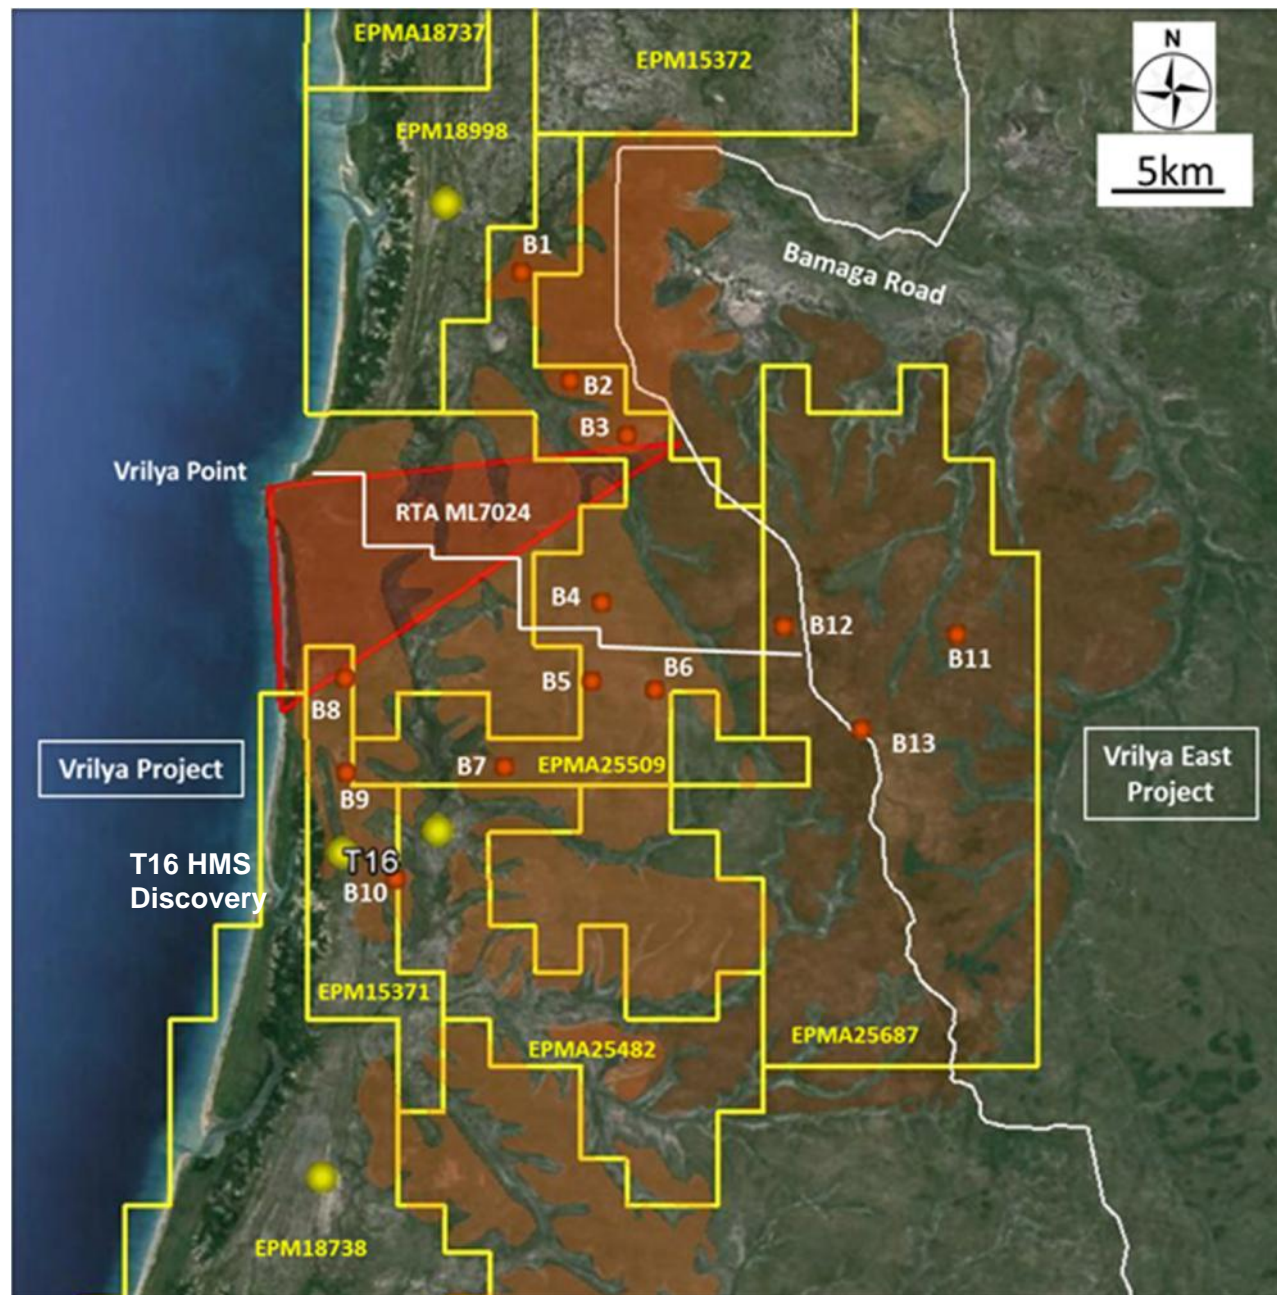 EPMA18737
EPM15372
N
EPM18998
5km
B1
Bamaga Road
B2
B3
Vrilya Point
RTA ML7024
B4
B12
B11
B5
B6
B8
B13
Vrilya Project
B7
EPMA25509
Vrilya East
Project
B9
T16 HMS
Discovery
T16
B10
EPM15371
EPMA25482
EPMA25687
EPM18738